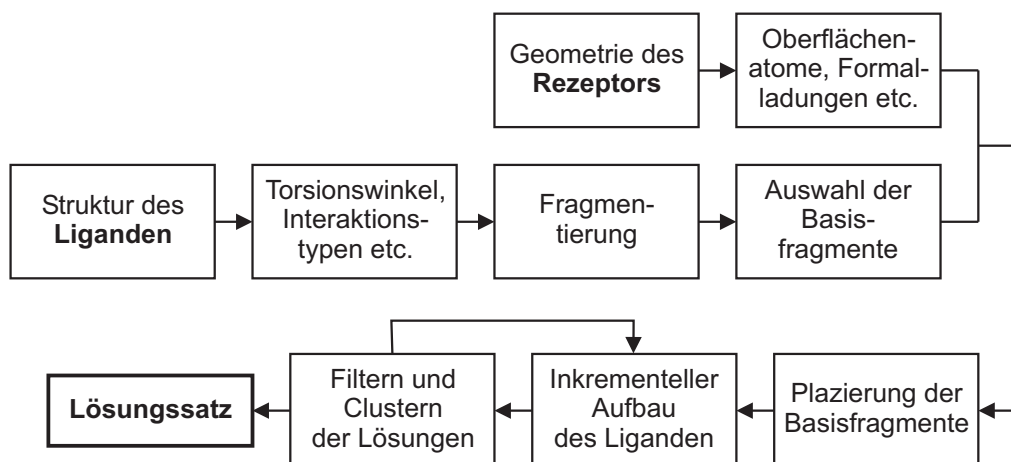 Geometrie des
Rezeptors
Oberflächen-
atome, Formal-
ladungen etc.
Struktur des
Liganden
Torsionswinkel,
Interaktions-
typen etc.
Fragmen-
tierung
Auswahl der
Basis-
fragmente
Lösungssatz
Filtern und
Clustern
der Lösungen
Inkrementeller
Aufbau
des Liganden
Plazierung der
Basisfragmente